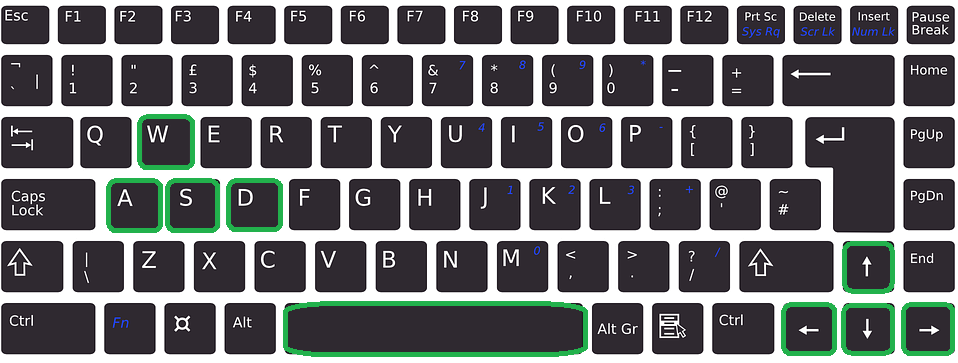 Esc F1 F2 F3 F4 F5 F6 F7 F8 F9 F10 F11 F12 Prt Sc Delete Insert Pause
Sys Rq Scr Lk Num Lk Break
¬ | ! " £ $ % ^ & 7 * 8 ( 9 ) * — + Home
` 1 2 3 4 5 6 7 8 9 0 - =
Q W E R T Y U 4 I 5 O 6 P - { } PgUp
[ ]
Caps A S D F G H J 1 K 2 L 3 : + @ ~ PgDn
Lock ; ' #
| Z X C V B N M 0 < > ? / End
\ , . /
Ctrl Fn ¤ Alt Alt Gr Ctrl